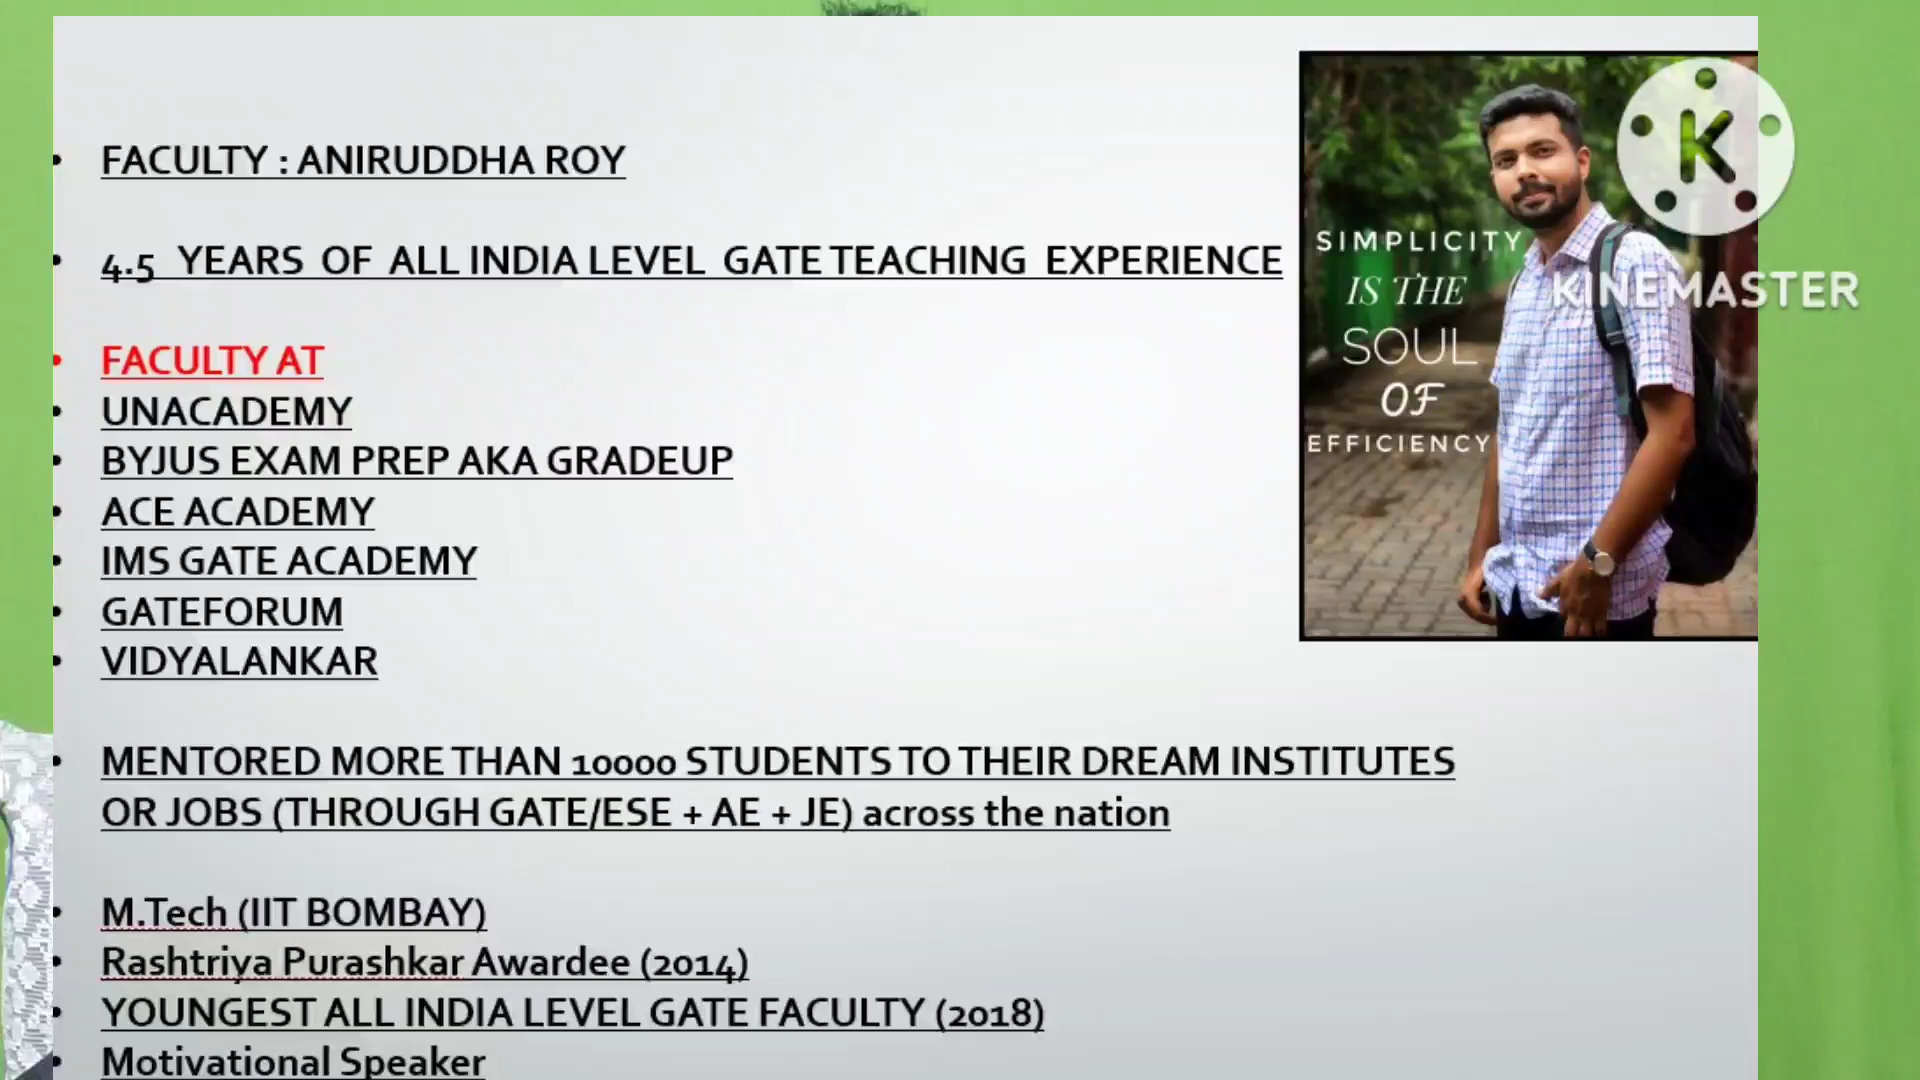 FACULTY : ANIRUDDHA ROY
4.5 YEARS OF ALL INDIA LEVEL GATE TEACHING EXPERIENCE
FACULTY AT
UNACADEMY
BYJUS EXAM PREP AKA GRADEUP
ACE ACADEMY
IMS GATE ACADEMY
GATEFORUM
VIDYALANKAR
MENTORED MORE THAN 10000 STUDENTS TO THEIR DREAM INSTITUTES
OR JOBS (THROUGH GATE/ESE + AE + JE) across the nation
M.Tech (IIT BOMBAY)
Rashtriya Purashkar Awardee (2014)
YOUNGEST ALL INDIA LEVEL GATE FACULTY (2018)
Motivational Speaker
SIMPLICITY
IS THE
SOUL
OF
EFFICIENCY
K
KINEMASTER